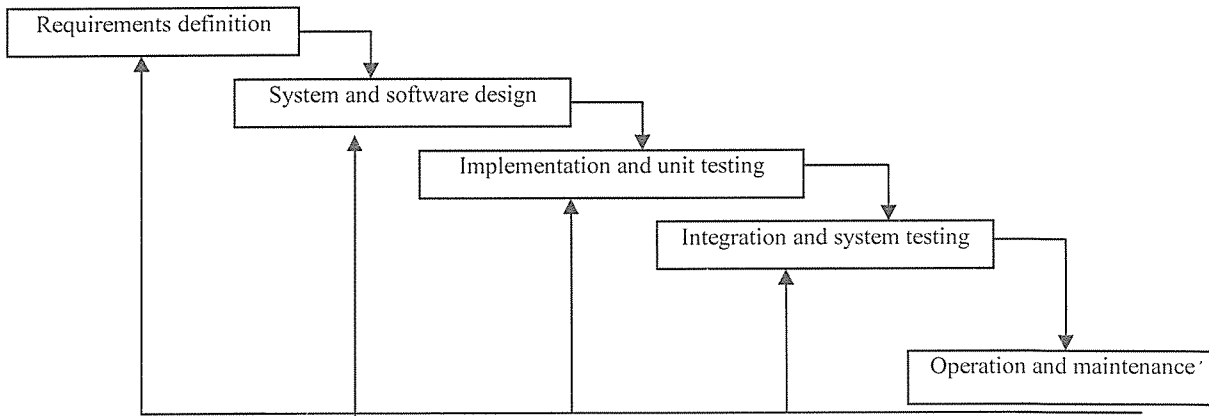 Requirements definition
System and software design
Implementation and unit testing
Integration and system testing
Operation and maintenance